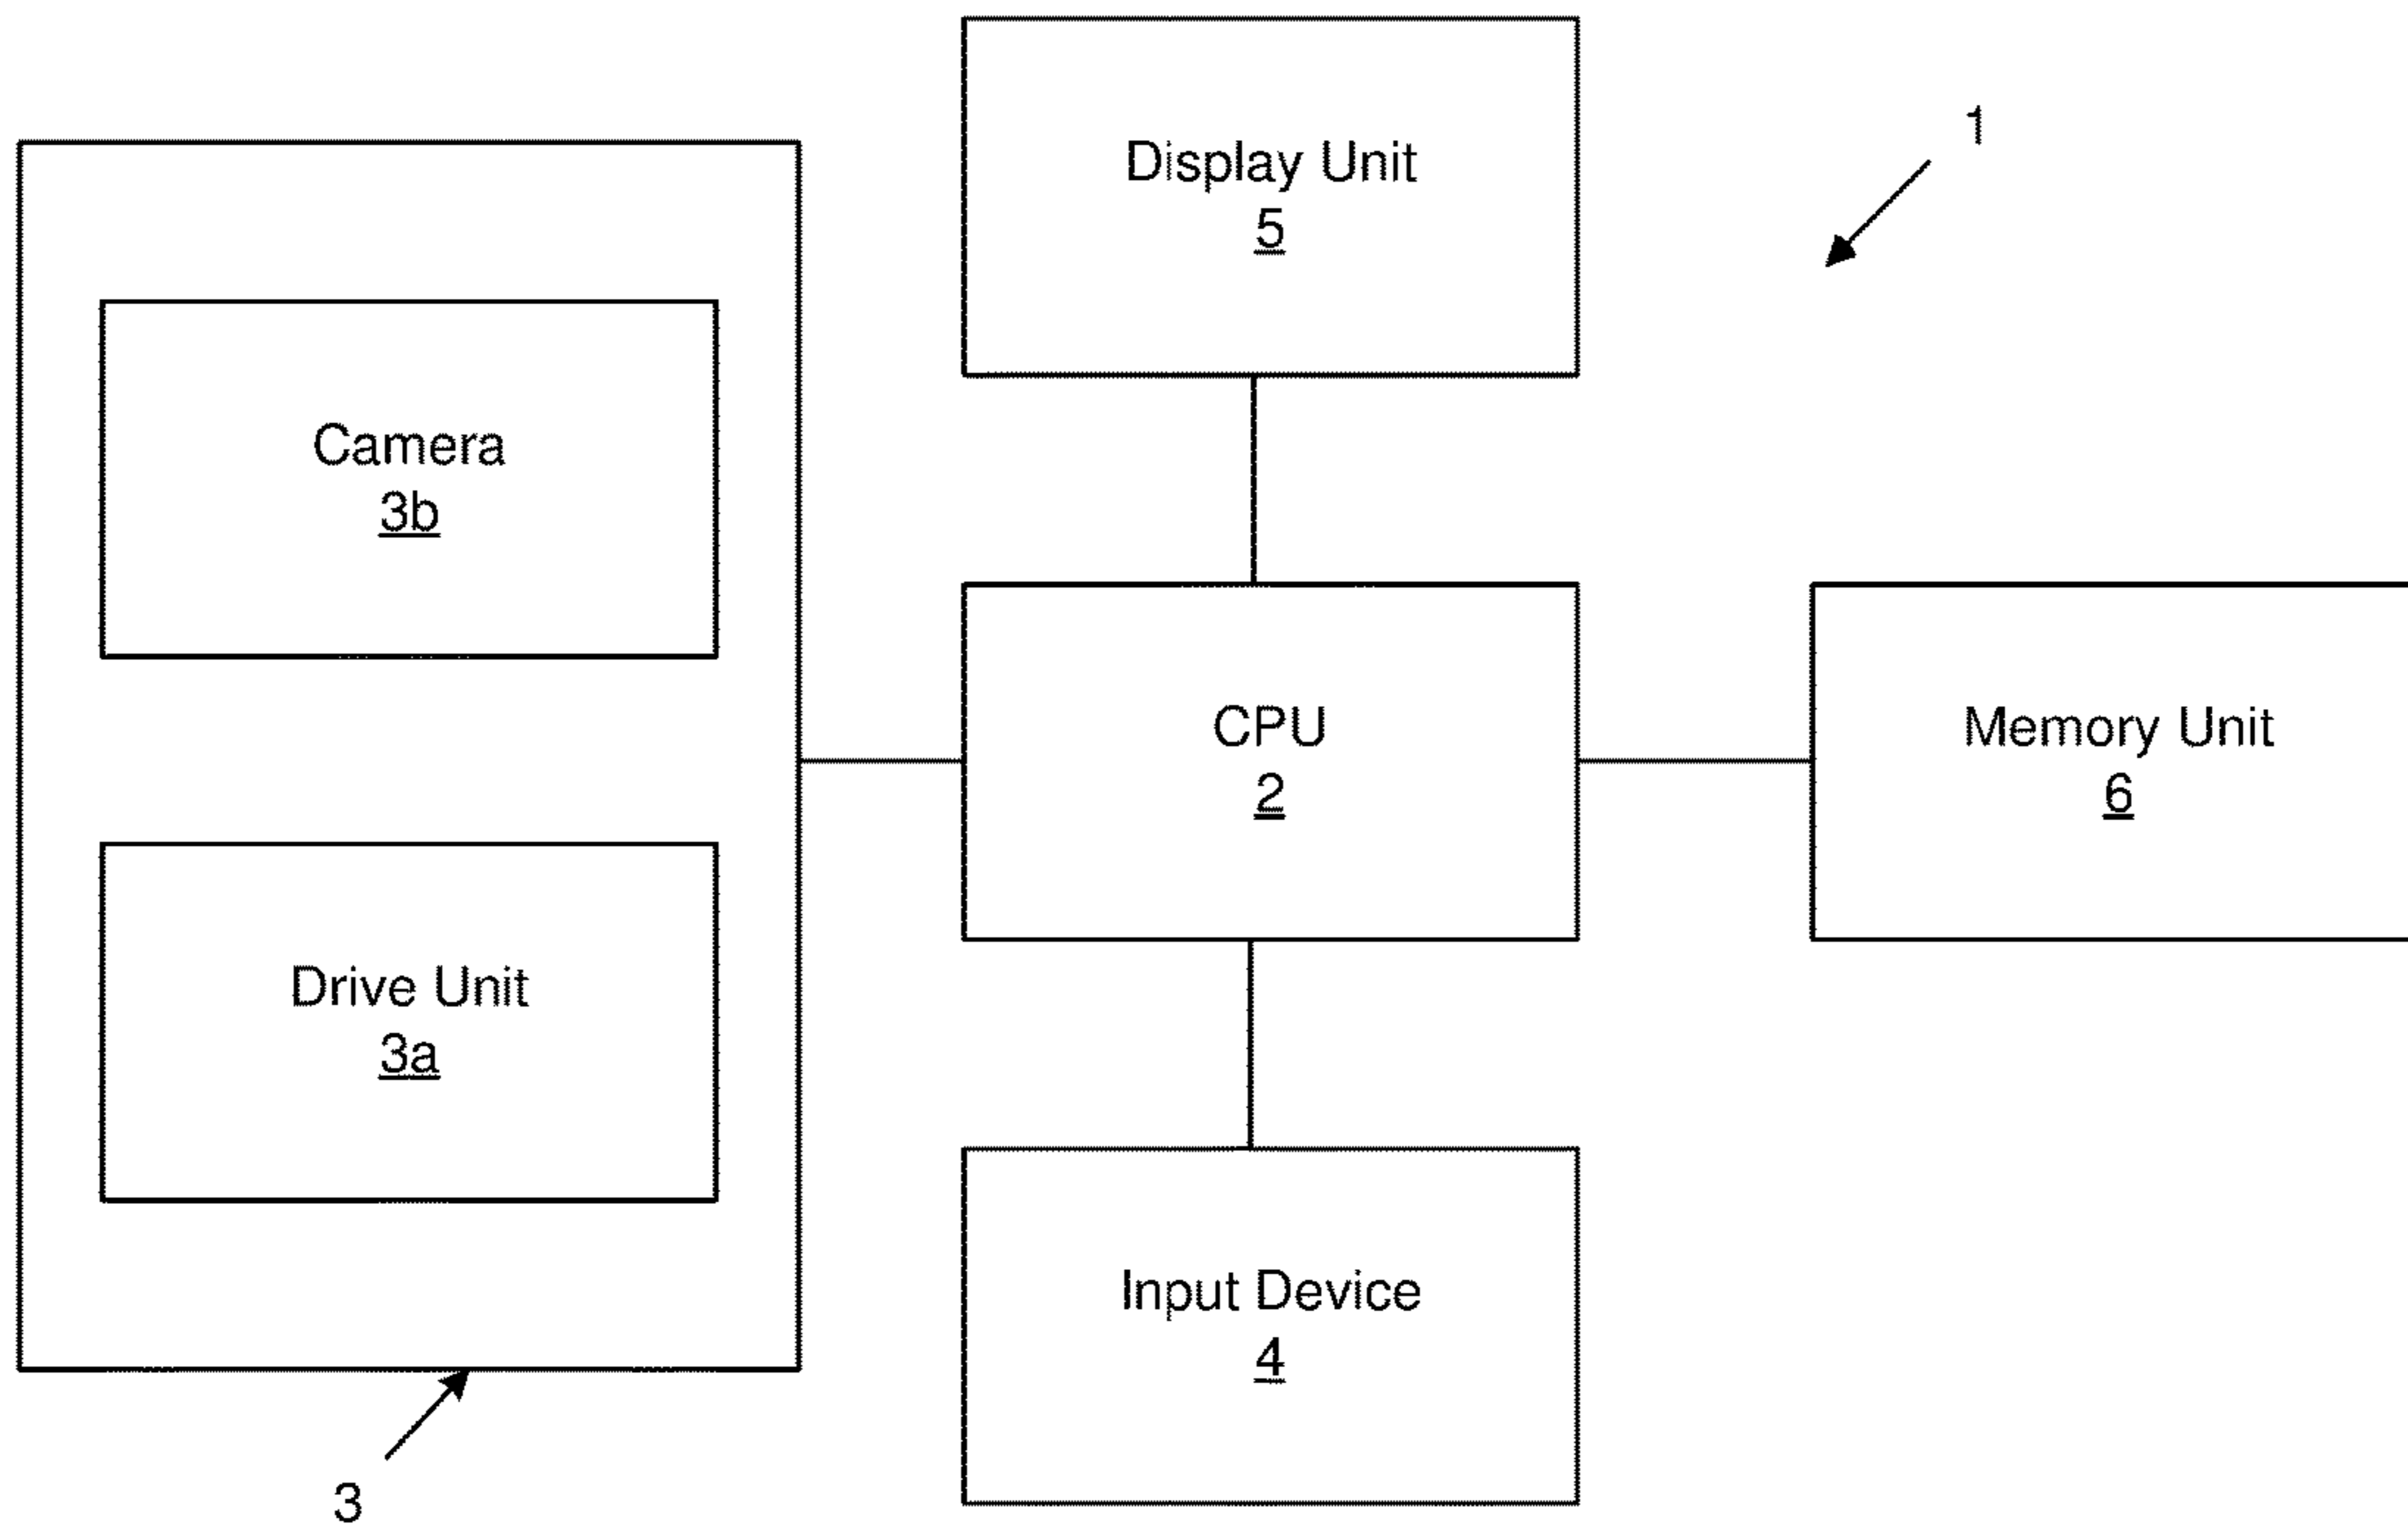 Display Unit
5
1
Camera
3b
CPU
2
Memory Unit
6
Drive Unit
3a
Input Device
4
3